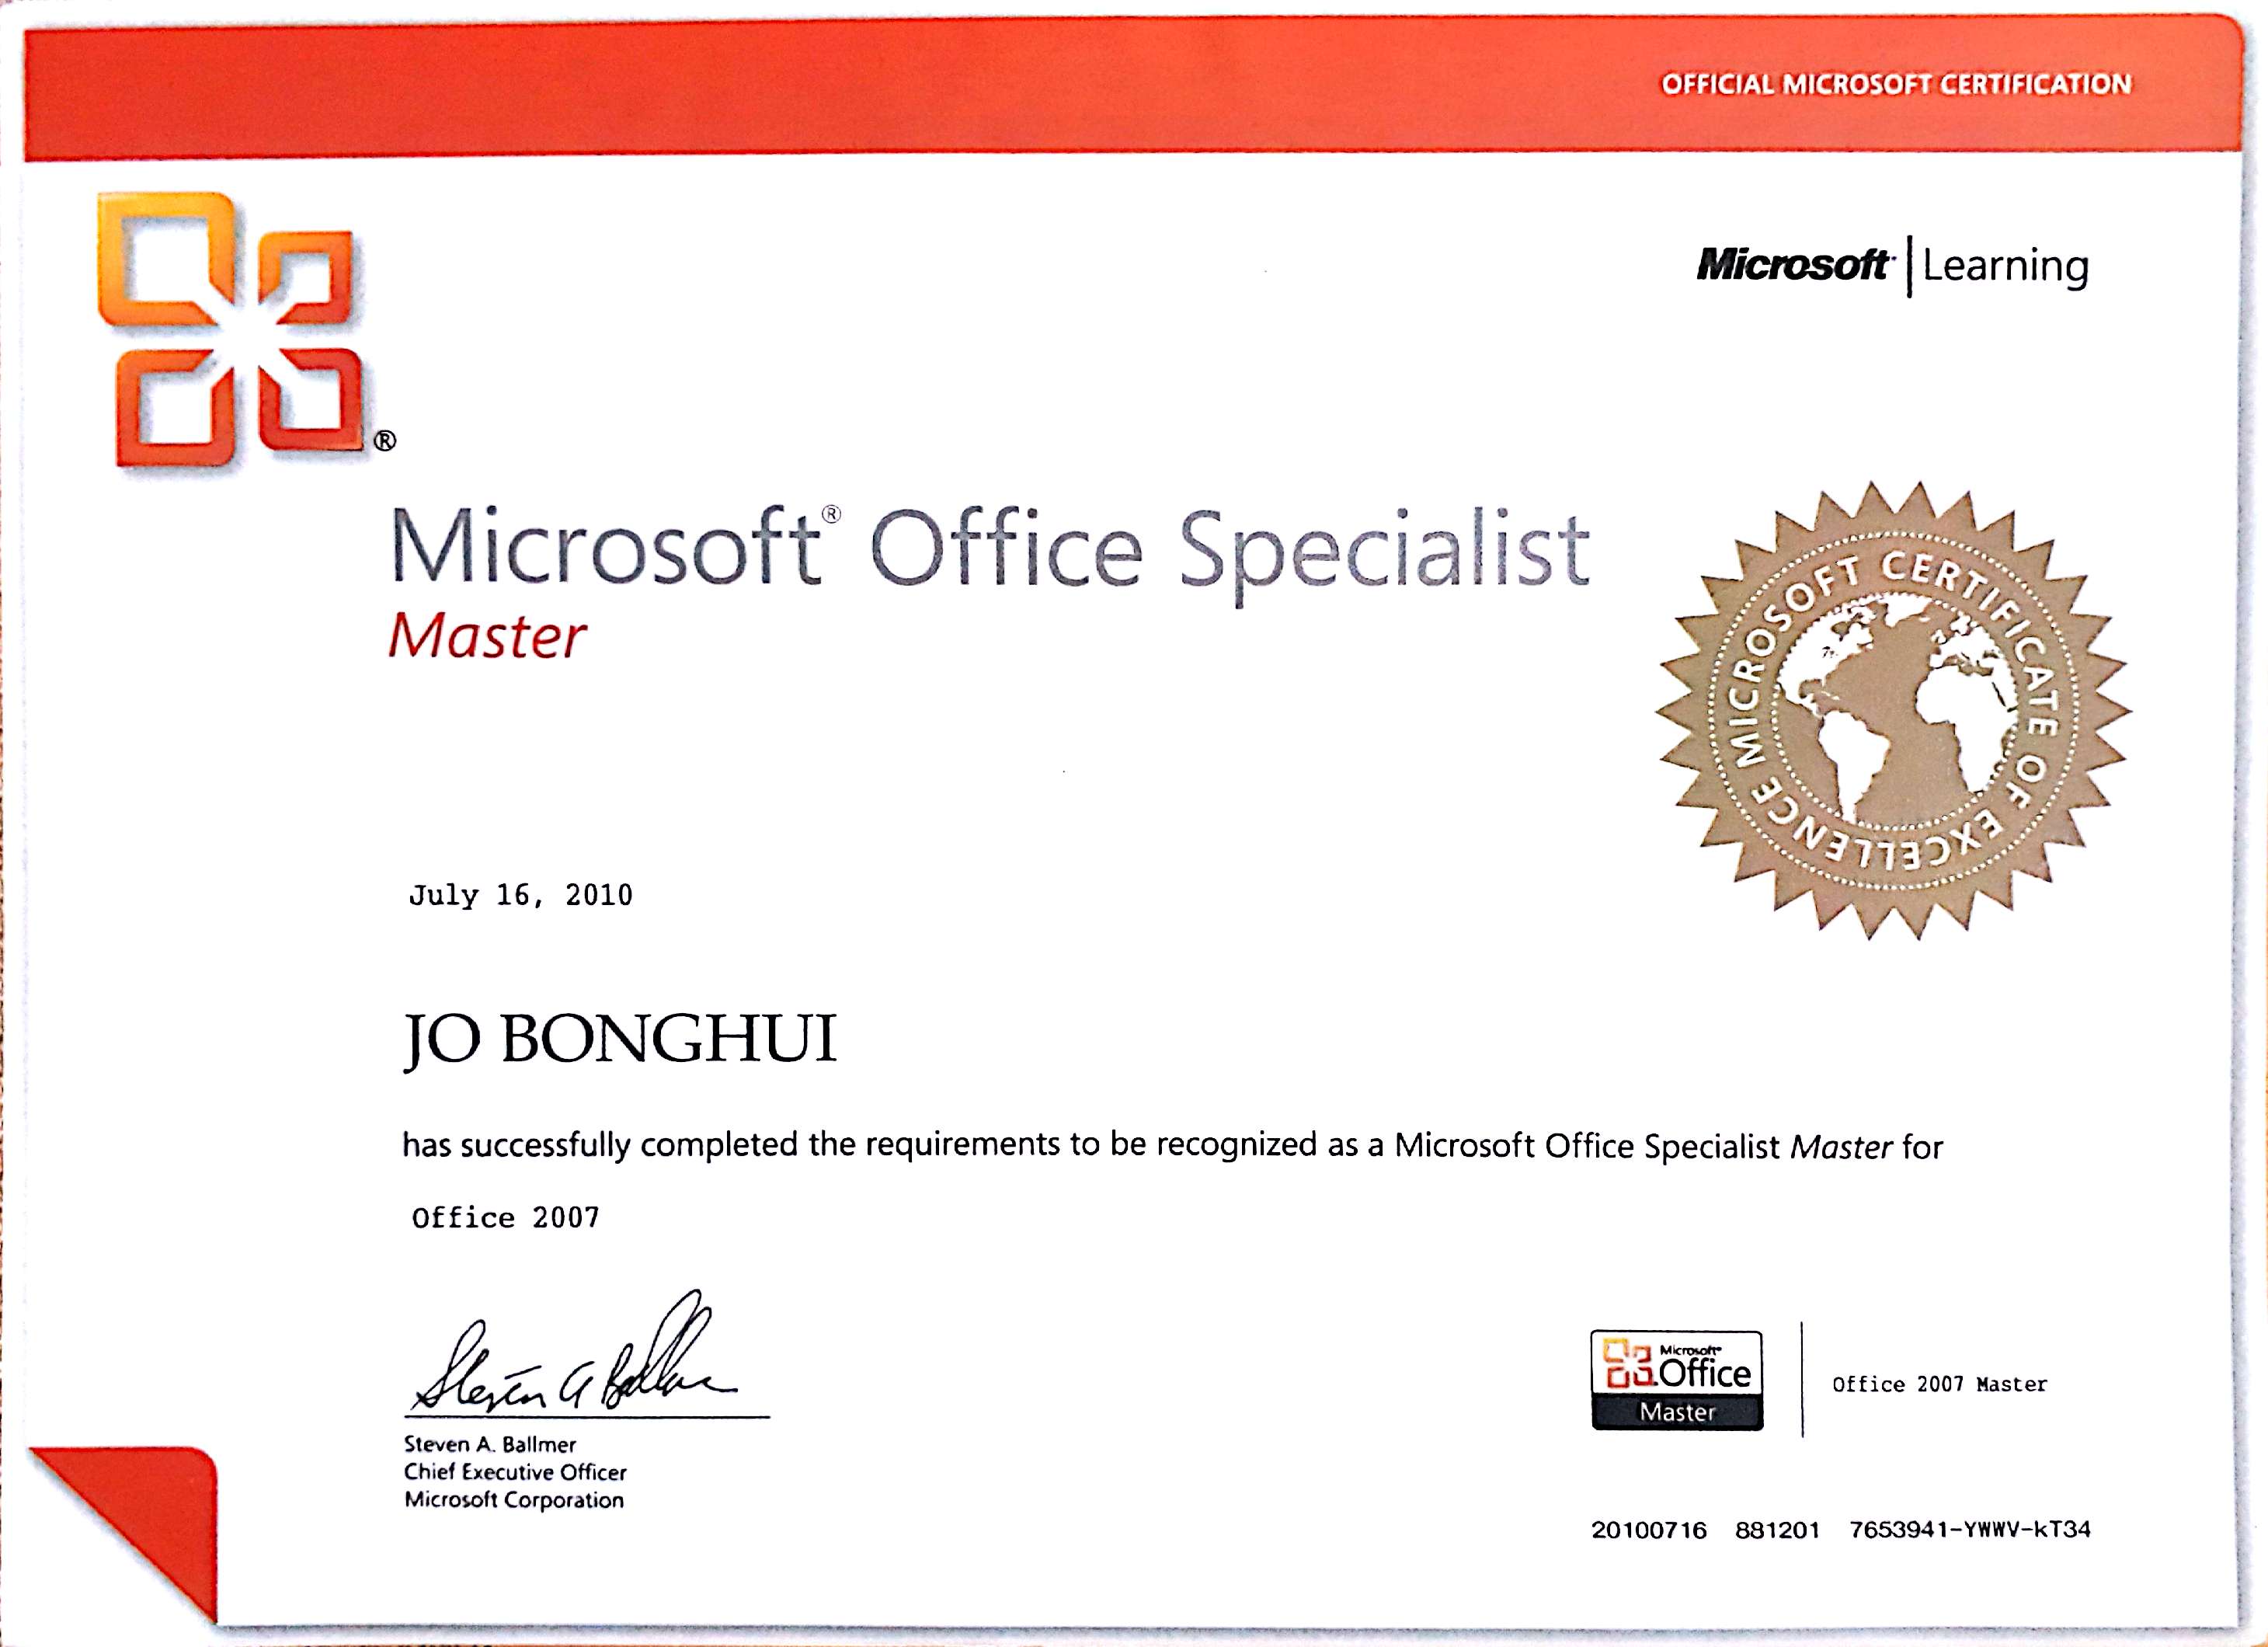 OFFICIAL MICROSOFT CERTIFICATION
Microsoft | Learning
®
Microsoft® Office Specialist
Master
MICROSOFT CERTIFICATE OF EXCELLENCE
July 16, 2010
JO BONGHUI
has successfully completed the requirements to be recognized as a Microsoft Office Specialist Master for
Office 2007
Steven A Ballmer
Steven A. Ballmer
Chief Executive Officer
Microsoft Corporation
Microsoft®
Office
Master
Office 2007 Master
20100716 881201 7653941-YWWV-kT34